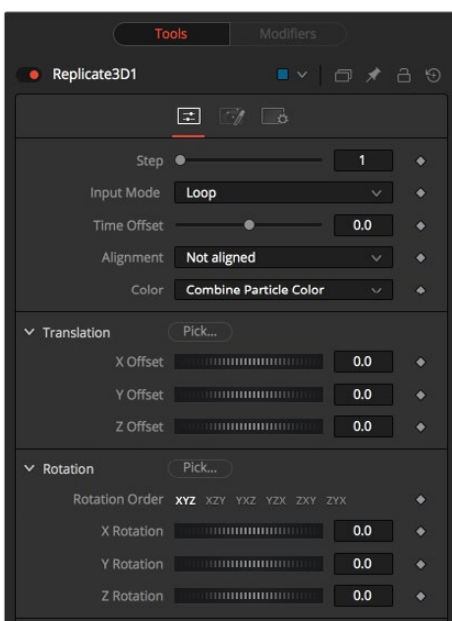 Tools Modifiers
Replicate3D1
Step 1
Input Mode Loop
Time Offset 0.0
Alignment Not aligned
Color Combine Particle Color
Translation Pick...
X Offset 0.0
Y Offset 0.0
Z Offset 0.0
Rotation Pick...
Rotation Order XYZ XZY YXZ YZX ZXY ZYX
X Rotation 0.0
Y Rotation 0.0
Z Rotation 0.0